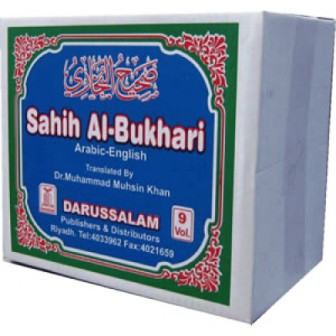 صحيح البخاري
Sahih Al-Bukhari
Arabic-English
Translated By
Dr.Muhammad Muhsin Khan
DARUSSALAM
Publishers & Distributors
Riyadh. Tel:4033962 Fax:4021659
9
Vol.